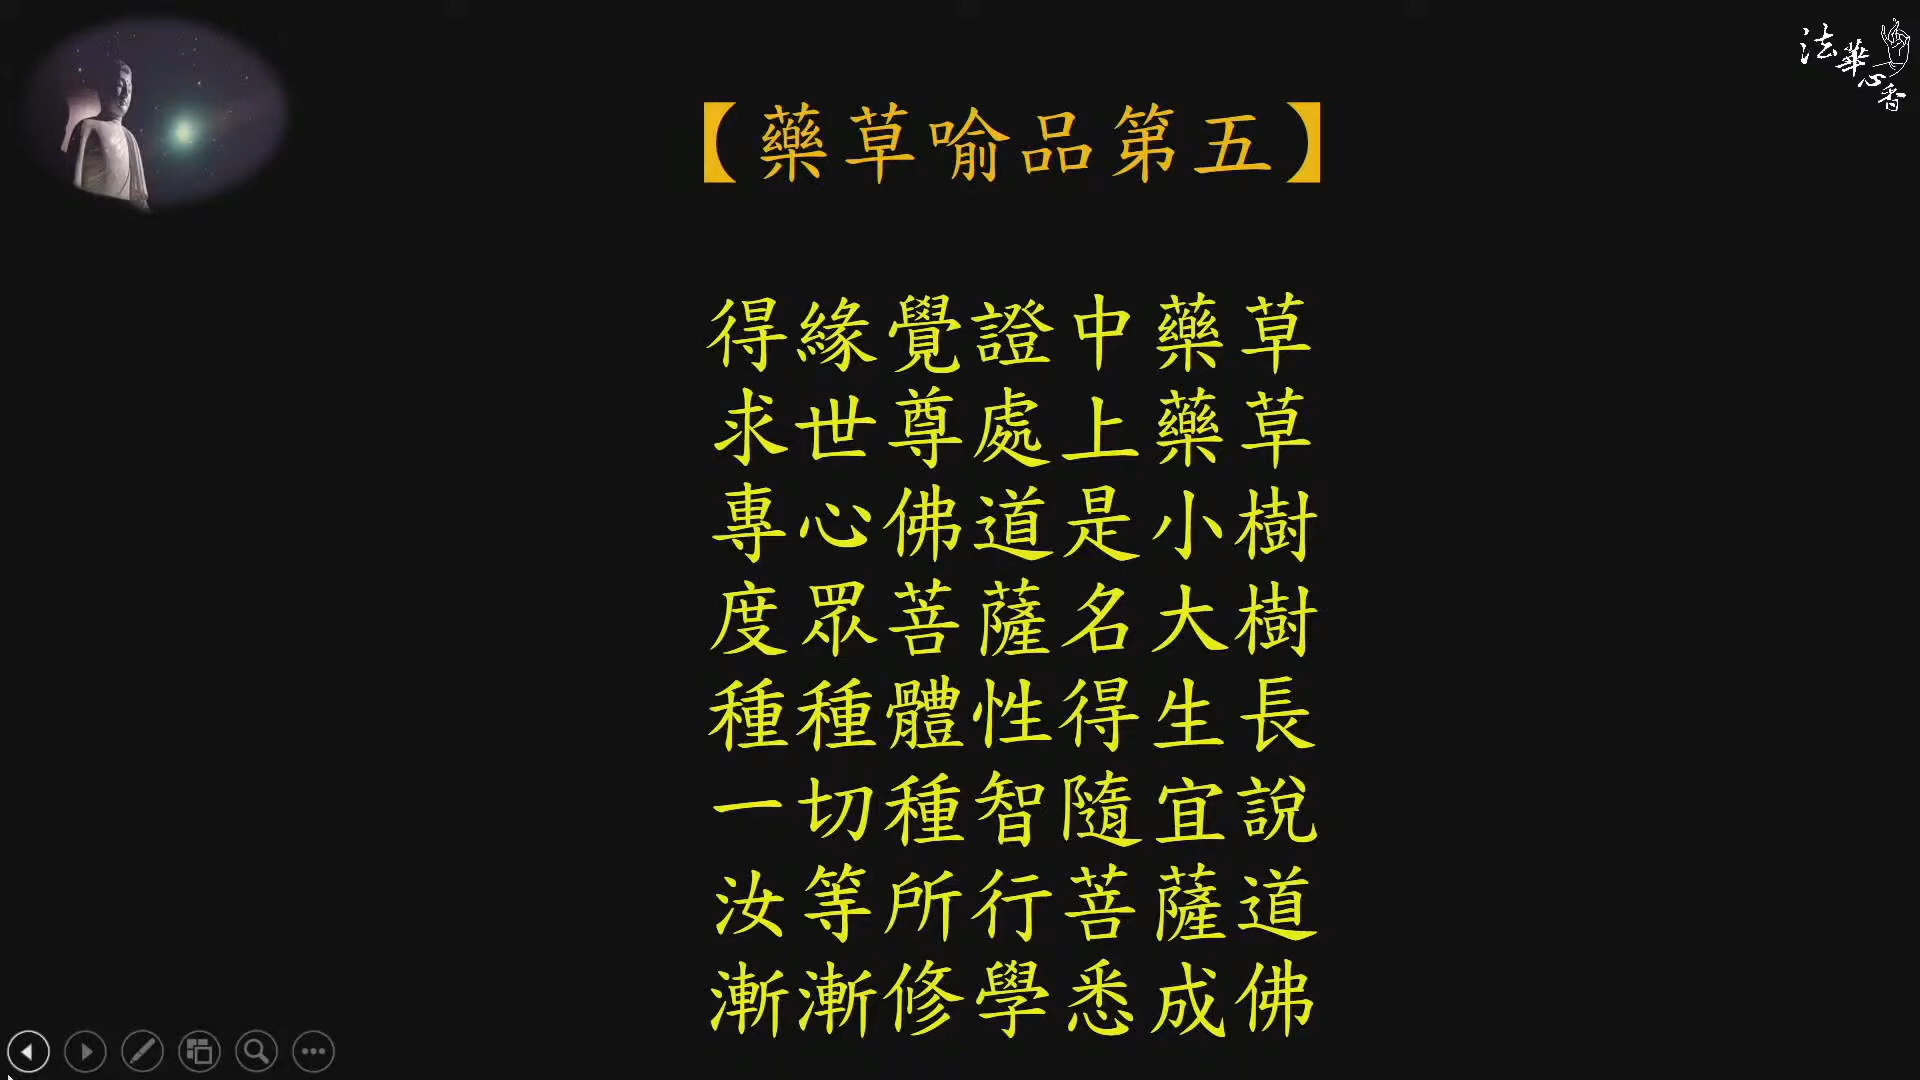 法華心香
【藥草喻品第五】
得緣覺證中藥草
求世尊處上藥草
專心佛道是小樹
度眾菩薩名大樹
種種體性得生長
一切種智隨宜說
汝等所行菩薩道
漸漸修學悉成佛